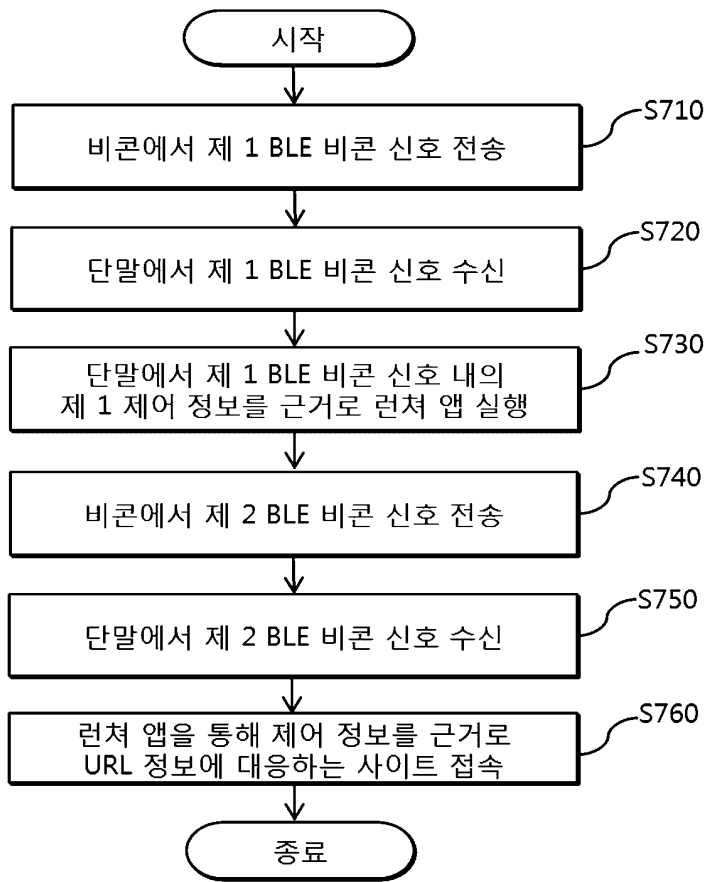 시작
S710
비콘에서 제 1 BLE 비콘 신호 전송
S720
단말에서 제 1 BLE 비콘 신호 수신
S730
단말에서 제 1 BLE 비콘 신호 내의
제 1 제어 정보를 근거로 런쳐 앱 실행
S740
비콘에서 제 2 BLE 비콘 신호 전송
S750
단말에서 제 2 BLE 비콘 신호 수신
S760
런쳐 앱을 통해 제어 정보를 근거로
URL 정보에 대응하는 사이트 접속
종료